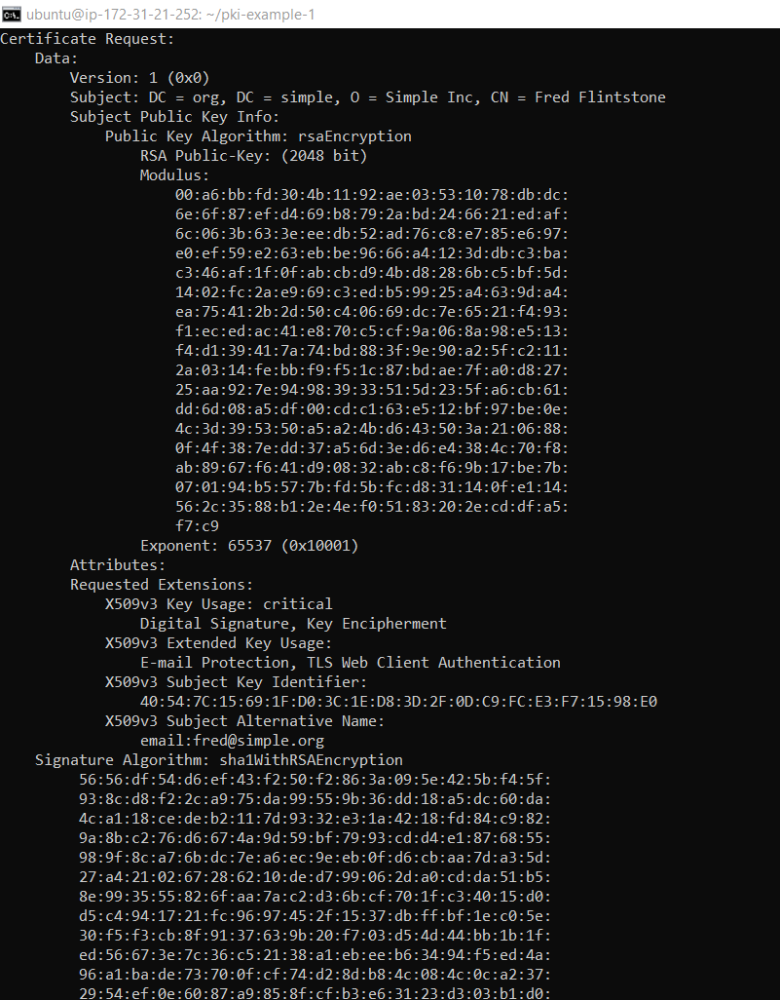 ubuntu@ip-172-31-21-252: ~/pki-example-1
Certificate Request:
Data:
Version: 1 (0x0)
Subject: DC = org, DC = simple, O = Simple Inc, CN = Fred Flintstone
Subject Public Key Info:
Public Key Algorithm: rsaEncryption
RSA Public-Key: (2048 bit)
Modulus:
00:a6:bb:fd:30:4b:11:92:ae:03:53:10:78:db:dc:
6e:6f:87:ef:d4:69:b8:79:2a:bd:24:66:21:ed:af:
6c:06:3b:63:3e:ee:db:52:ad:76:c8:e7:85:e6:97:
e0:ef:59:e2:63:eb:be:96:66:a4:12:3d:db:c3:ba:
c3:46:af:1f:0f:ab:cb:d9:4b:d8:28:6b:c5:bf:5d:
14:02:fc:2a:e9:69:c3:ed:b5:99:25:a4:63:9d:a4:
ea:75:41:2b:2d:50:c4:06:69:dc:7e:65:21:f4:93:
f1:ec:ed:ac:41:e8:70:c5:cf:9a:06:8a:98:e5:13:
f4:d1:39:41:7a:74:bd:88:3f:9e:90:a2:5f:c2:11:
2a:03:14:fe:bb:f9:f5:1c:87:bd:ae:7f:a0:d8:27:
25:aa:92:7e:94:98:39:33:51:5d:23:5f:a6:cb:61:
dd:6d:08:a5:df:00:cd:c1:63:e5:12:bf:97:be:0e:
4c:3d:39:53:50:a5:a2:4b:d6:43:50:3a:21:06:88:
0f:4f:38:7e:dd:37:a5:6d:3e:d6:e4:38:4c:70:f8:
ab:89:67:f6:41:d9:08:32:ab:c8:f6:9b:17:be:7b:
07:01:94:b5:57:7b:fd:5b:fc:d8:31:14:0f:e1:14:
56:2c:35:88:b1:2e:4e:f0:51:83:20:2e:cd:df:a5:
f7:c9
Exponent: 65537 (0x10001)
Attributes:
Requested Extensions:
X509v3 Key Usage: critical
Digital Signature, Key Encipherment
X509v3 Extended Key Usage:
E-mail Protection, TLS Web Client Authentication
X509v3 Subject Key Identifier:
40:54:7C:15:69:1F:D0:3C:1E:D8:3D:2F:0D:C9:FC:E3:F7:15:98:E0
X509v3 Subject Alternative Name:
email:fred@simple.org
Signature Algorithm: sha1WithRSAEncryption
56:56:df:54:d6:ef:43:f2:50:f2:86:3a:09:5e:42:5b:f4:5f:
93:8c:d8:f2:2c:a9:75:da:99:55:9b:36:dd:18:a5:dc:60:da:
4c:a1:18:ce:de:b2:11:7d:93:32:e3:1a:42:18:fd:84:c9:82:
9a:8b:c2:76:d6:67:4a:9d:59:bf:79:93:cd:d4:e1:87:68:55:
98:9f:8c:a7:6b:dc:7e:a6:ec:9e:eb:0f:d6:cb:aa:7d:a3:5d:
27:a4:21:02:67:28:62:10:de:d7:99:06:2d:a0:cd:da:51:b5:
8e:99:35:55:82:6f:aa:7a:c2:d3:6b:cf:70:1f:c3:40:15:d0:
d5:c4:94:17:21:fc:96:97:45:2f:15:37:db:ff:bf:1e:c0:5e:
30:f5:f3:cb:8f:91:37:63:9b:20:f7:03:d5:4d:44:bb:1b:1f:
ed:56:67:3e:7c:36:c5:21:38:a1:eb:ee:b6:34:94:f5:ed:4a:
96:a1:ba:de:73:70:0f:cf:74:d2:8d:b8:4c:08:4c:0c:a2:37:
29:54:ef:0e:60:87:a9:85:8f:cf:b3:e6:31:23:d3:03:b1:d0: